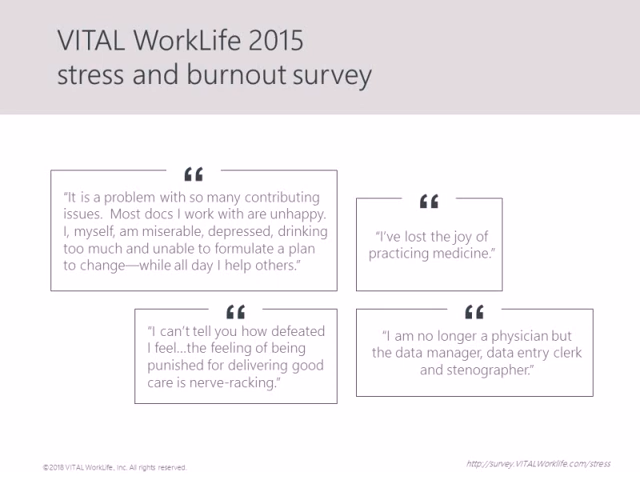 VITAL WorkLife 2015
stress and burnout survey
“It is a problem with so many contributing
issues.  Most docs I work with are unhappy.
I, myself, am miserable, depressed, drinking
too much and unable to formulate a plan
to change—while all day I help others.”
“I’ve lost the joy of
practicing medicine.”
“I can’t tell you how defeated
I feel...the feeling of being
punished for delivering good
care is nerve-racking.”
“I am no longer a physician but
the data manager, data entry clerk
and stenographer.”
©2018 VITAL WorkLife, Inc. All rights reserved.
http://survey.VITALWorklife.com/stress